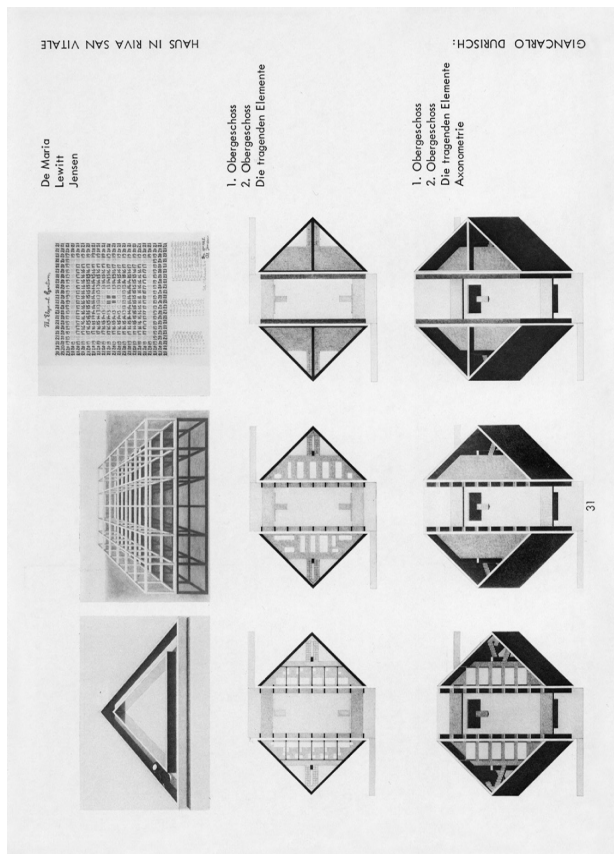 GIANCARLO DURISCH:
HAUS IN RIVA SAN VITALE
De Maria
Lewitt
Jensen
1. Obergeschoss
2. Obergeschoss
Die tragenden Elemente
1. Obergeschoss
2. Obergeschoss
Die tragenden Elemente
Axonometrie
31